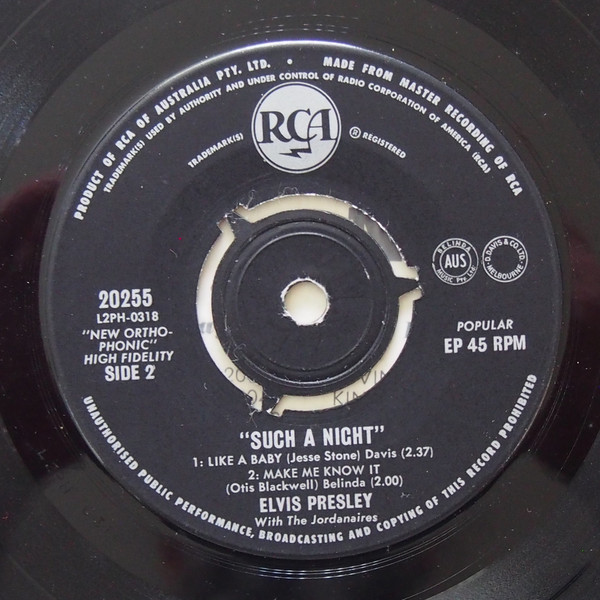 PRODUCT OF RCA OF AUSTRALIA PTY. LTD. • MADE FROM MASTER RECORDING OF RCA
TRADEMARK(S) USED BY AUTHORITY AND UNDER CONTROL OF RADIO CORPORATION OF AMERICA (RCA)
RCA
TRADEMARK(S) ® REGISTERED
BELINDA AUS MUSIC Pty. Ltd.
D. DAVIS & CO. LTD. MELBOURNE
20255
L2PH-0318
"NEW ORTHO-
PHONIC"
HIGH FIDELITY
SIDE 2
POPULAR
EP 45 RPM
"SUCH A NIGHT"
1: LIKE A BABY (Jesse Stone) Davis (2.37)
2: MAKE ME KNOW IT
(Otis Blackwell) Belinda (2.00)
ELVIS PRESLEY
With The Jordanaires
UNAUTHORISED PUBLIC PERFORMANCE, BROADCASTING AND COPYING OF THIS RECORD PROHIBITED